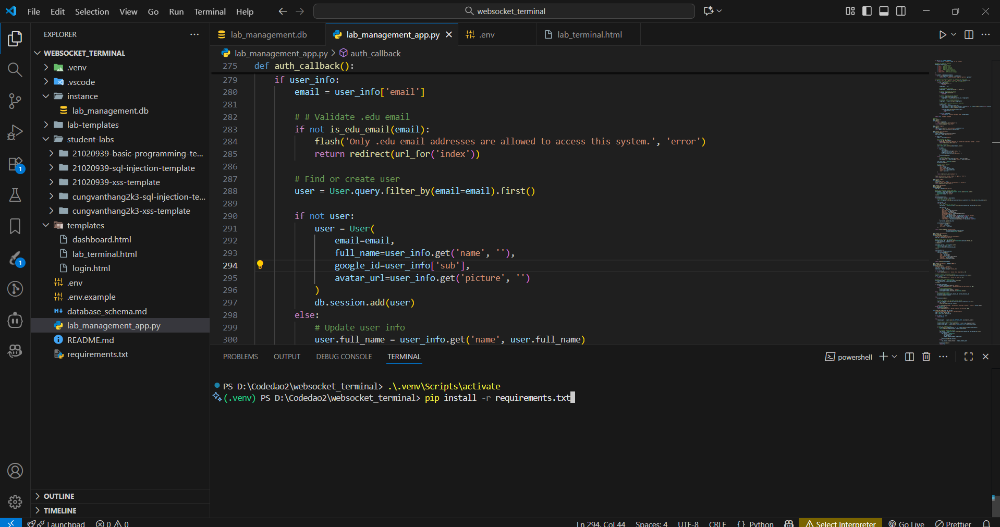 File Edit Selection View Go Run Terminal Help
websocket_terminal
EXPLORER
WEBSOCKET_TERMINAL
.venv
.vscode
instance
lab_management.db
lab-templates
student-labs
21020939-basic-programming-te...
21020939-sql-injection-template
21020939-xss-template
cungvanthang2k3-sql-injection-te...
cungvanthang2k3-xss-template
templates
dashboard.html
lab_terminal.html
login.html
.env
.env.example
database_schema.md
lab_management_app.py
README.md
requirements.txt
OUTLINE
TIMELINE
1
1
lab_management.db
lab_management_app.py
.env
lab_terminal.html
lab_management_app.py > auth_callback
275 def auth_callback():
279 if user_info:
280 email = user_info['email']
281
282 # # Validate .edu email
283 if not is_edu_email(email):
284 flash('Only .edu email addresses are allowed to access this system.', 'error')
285 return redirect(url_for('index'))
286
287 # Find or create user
288 user = User.query.filter_by(email=email).first()
289
290 if not user:
291 user = User(
292 email=email,
293 full_name=user_info.get('name', ''),
294 google_id=user_info['sub'],
295 avatar_url=user_info.get('picture', '')
296 )
297 db.session.add(user)
298 else:
299 # Update user info
300 user.full_name = user_info.get('name', user.full_name)
PROBLEMS OUTPUT DEBUG CONSOLE TERMINAL
powershell
PS D:\Codedao2\websocket_terminal> .\.venv\Scripts\activate
(.venv) PS D:\Codedao2\websocket_terminal> pip install -r requirements.txt
Launchpad 0 0 Ln 294, Col 44 Spaces: 4 UTF-8 CRLF {} Python Select Interpreter Go Live Prettier